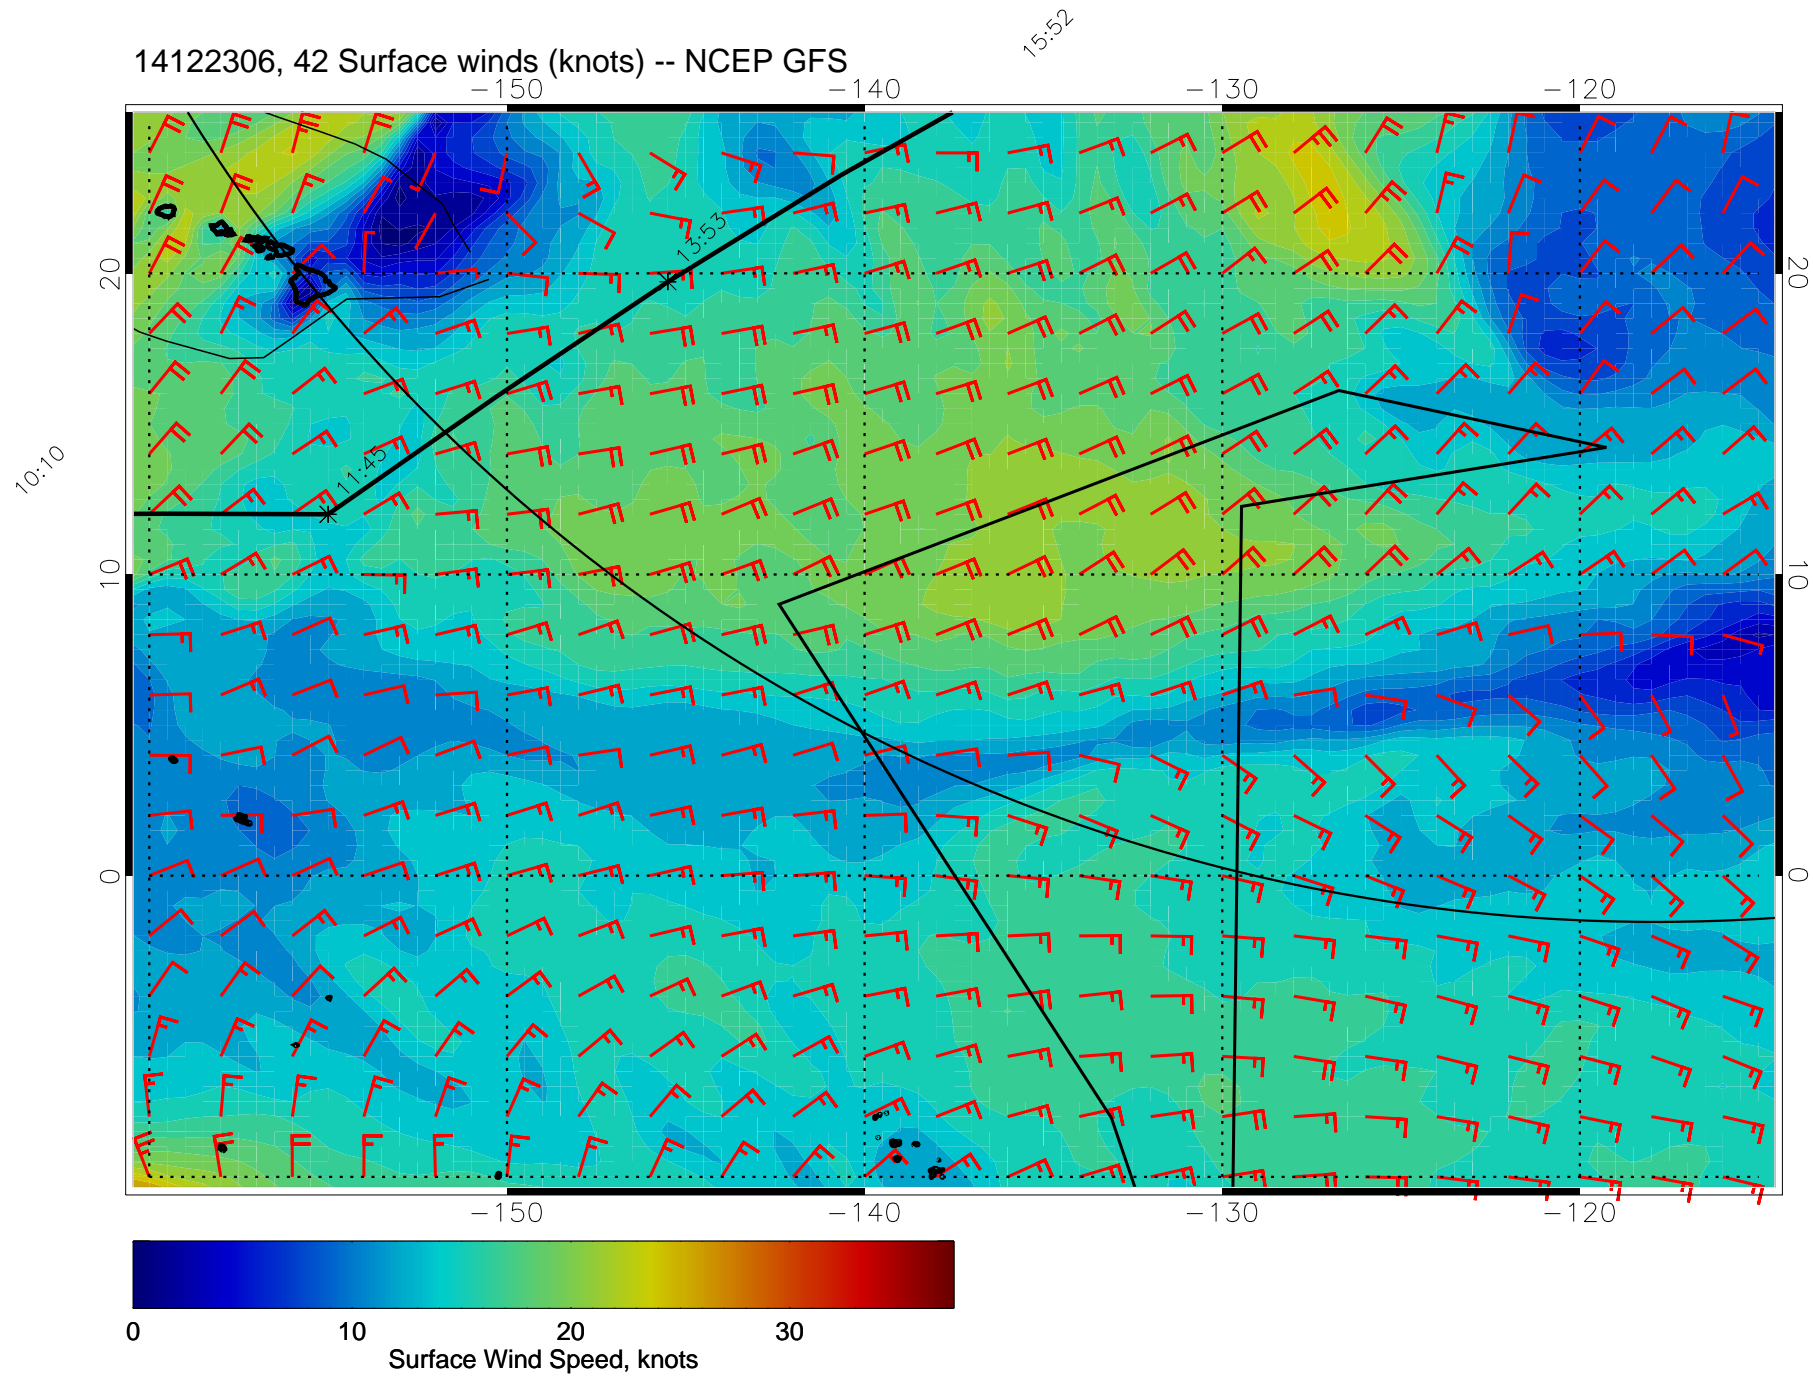 15:52
14122306, 42 Surface winds (knots) -- NCEP GFS
-150 -140 -130 -120
20 20
13:53
10:10
11:45
10 10
0 0
-150 -140 -130 -120
0 10 20 30
Surface Wind Speed, knots